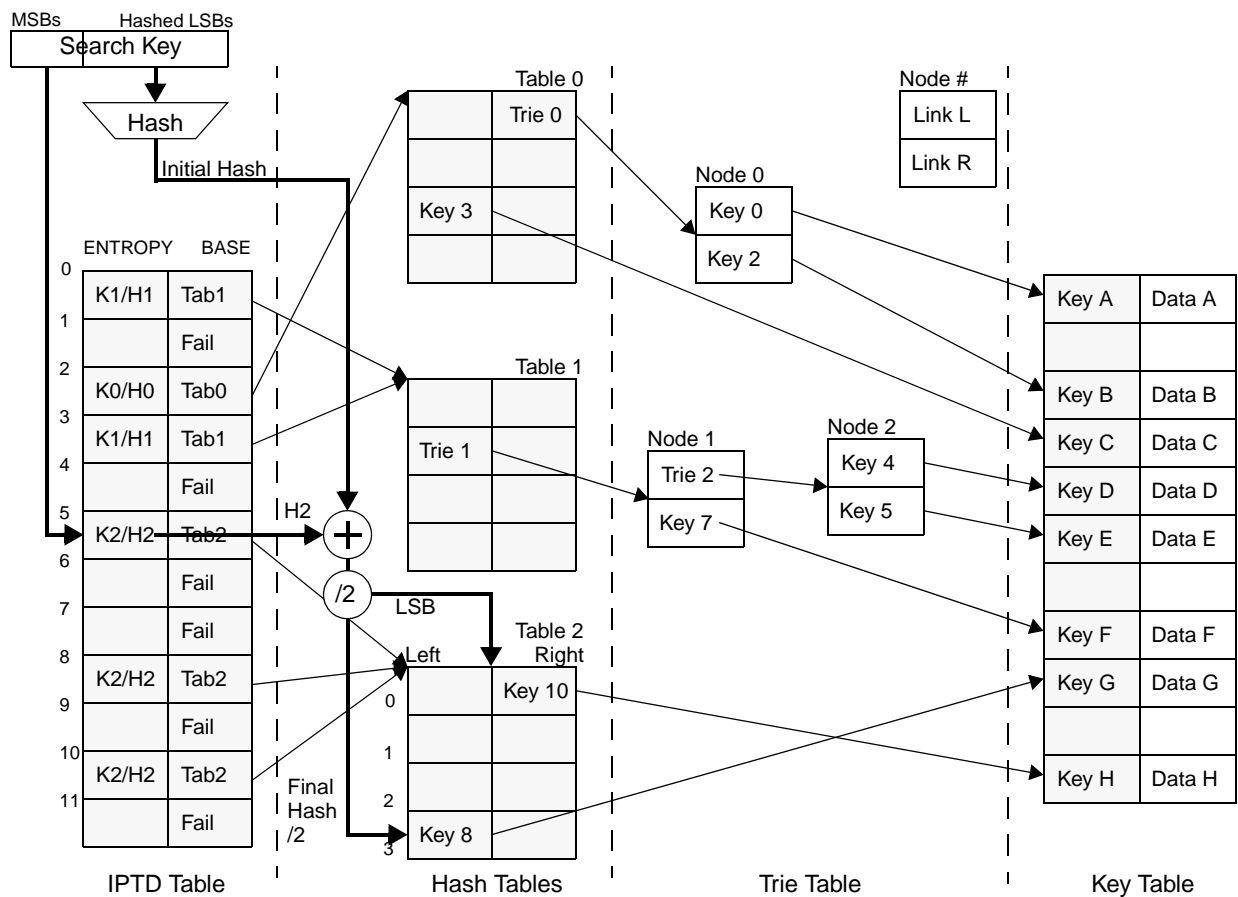 MSBs Hashed LSBs
Search Key
Hash
Initial Hash
ENTROPY BASE
0
K1/H1 Tab1
1
Fail
2
K0/H0 Tab0
3
K1/H1 Tab1
4
Fail
5
K2/H2 Tab2
6
Fail
7
Fail
8
K2/H2 Tab2
9
Fail
10
K2/H2 Tab2
11
Fail
IPTD Table
H2
+
/2
LSB
Final
Hash
/2
Table 0
Trie 0
Key 3
Table 1
Trie 1
Table 2
Left Right
Key 10
0
1
2
Key 8
3
Hash Tables
Node #
Link L
Link R
Node 0
Key 0
Key 2
Node 1
Trie 2
Key 7
Node 2
Key 4
Key 5
Trie Table
Key A Data A
Key B Data B
Key C Data C
Key D Data D
Key E Data E
Key F Data F
Key G Data G
Key H Data H
Key Table